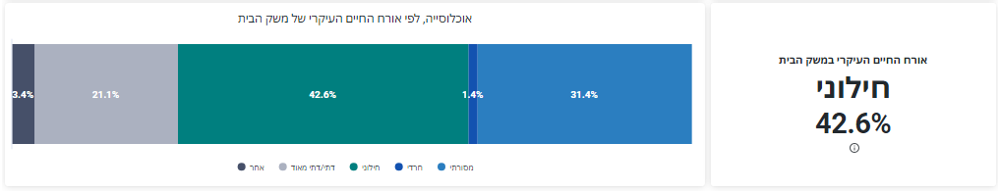 אוכלוסייה, לפי אורח החיים העיקרי של משק הבית
3.4% 21.1% 42.6% 1.4% 31.4%
מסורתי חרדי חילוני דתי/דתי מאוד אחר
אורח החיים העיקרי במשק הבית
חילוני
42.6%